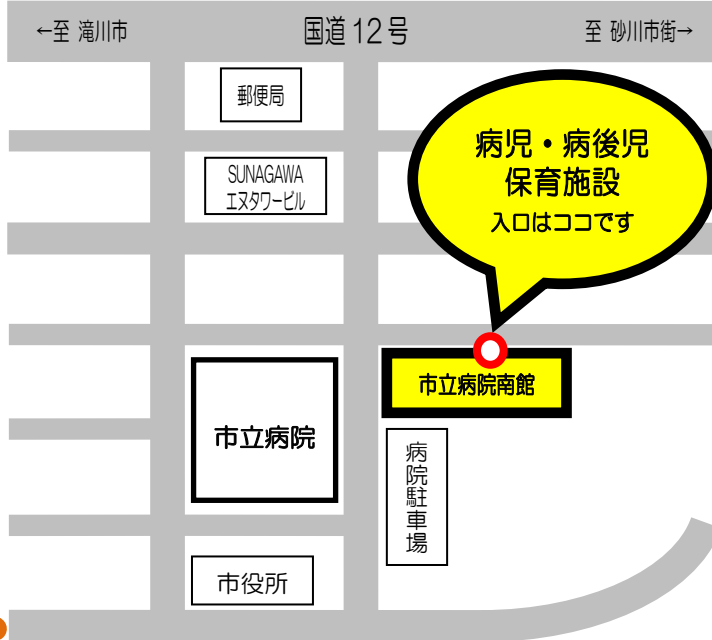 ←至 滝川市
国道12号
至 砂川市街→
郵便局
病児・病後児
保育施設
入口はココです
SUNAGAWA
エヌタワービル
市立病院南館
市立病院
病院駐車場
市役所